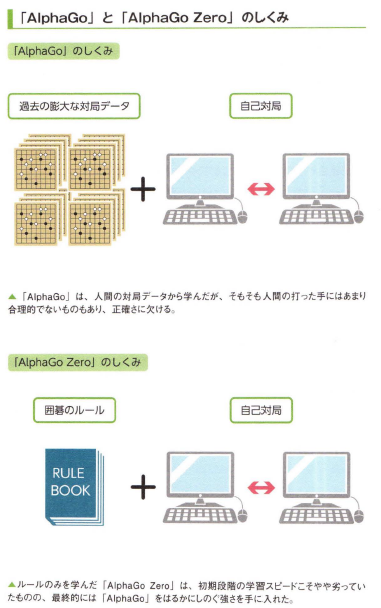 「AlphaGo」と「AlphaGo Zero」のしくみ
「AlphaGo」のしくみ
過去の膨大な対局データ
自己対局
▲「AlphaGo」は、人間の対局データから学んだが、そもそも人間の打った手にはあまり
合理的でないものもあり、正確さに欠ける。
「AlphaGo Zero」のしくみ
囲碁のルール
自己対局
RULE
BOOK
▲ルールのみを学んだ「AlphaGo Zero」は、初期段階の学習スピードこそやや劣ってい
たものの、最終的には「AlphaGo」をはるかにしのぐ強さを手に入れた。